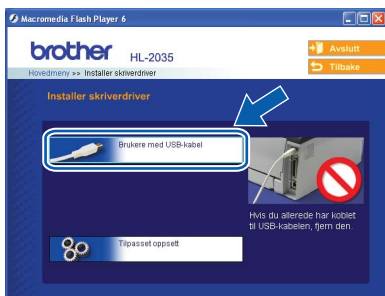 Macromedia Flash Player 6
brother HL-2035
Avslutt
Tilbake
Hovedmeny >> Installer skriverdriver
Installer skriverdriver
Brukere med USB-kabel
Hvis du allerede har koblet
til USB-kabelen, fjern den.
Tilpasset oppsett